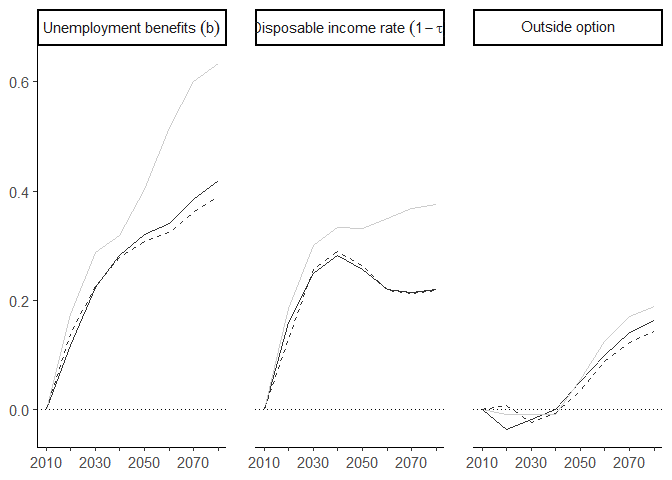 Unemployment benefits (b)
Disposable income rate (1− τ
Outside option
0.6
0.4
0.2
0.0
2010 2030 2050 2070
2010 2030 2050 2070
2010 2030 2050 2070